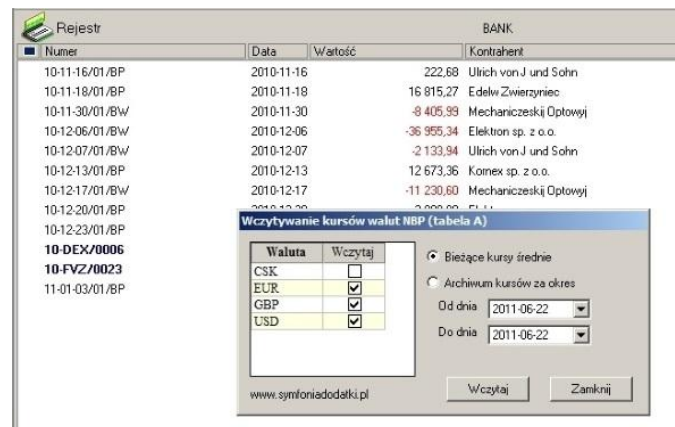 Rejestr BANK
Numer Data Wartość Kontrahent
10-11-16/01/BP 2010-11-16 222,68 Ulrich von J und Sohn
10-11-18/01/BP 2010-11-18 16 815,27 Edelw Zwierzyniec
10-11-30/01/BW 2010-11-30 -8 405,99 Mechaniczeskij Optowyj
10-12-06/01/BW 2010-12-06 -36 955,34 Elektron sp. z o.o.
10-12-07/01/BW 2010-12-07 -2 133,94 Ulrich von J und Sohn
10-12-13/01/BP 2010-12-13 12 673,36 Komex sp. z o.o.
10-12-17/01/BW 2010-12-17 -11 230,60 Mechaniczeskij Optowyj
10-12-20/01/BP
10-12-23/01/BP
10-DEX/0006
10-FVZ/0023
11-01-03/01/BP
Wczytywanie kursów walut NBP (tabela A)
Waluta Wczytaj
CSK
EUR
GBP
USD
Bieżące kursy średnie
Archiwum kursów za okres
Od dnia 2011-06-22
Do dnia 2011-06-22
www.symfoniadodatki.pl
Wczytaj Zamknij